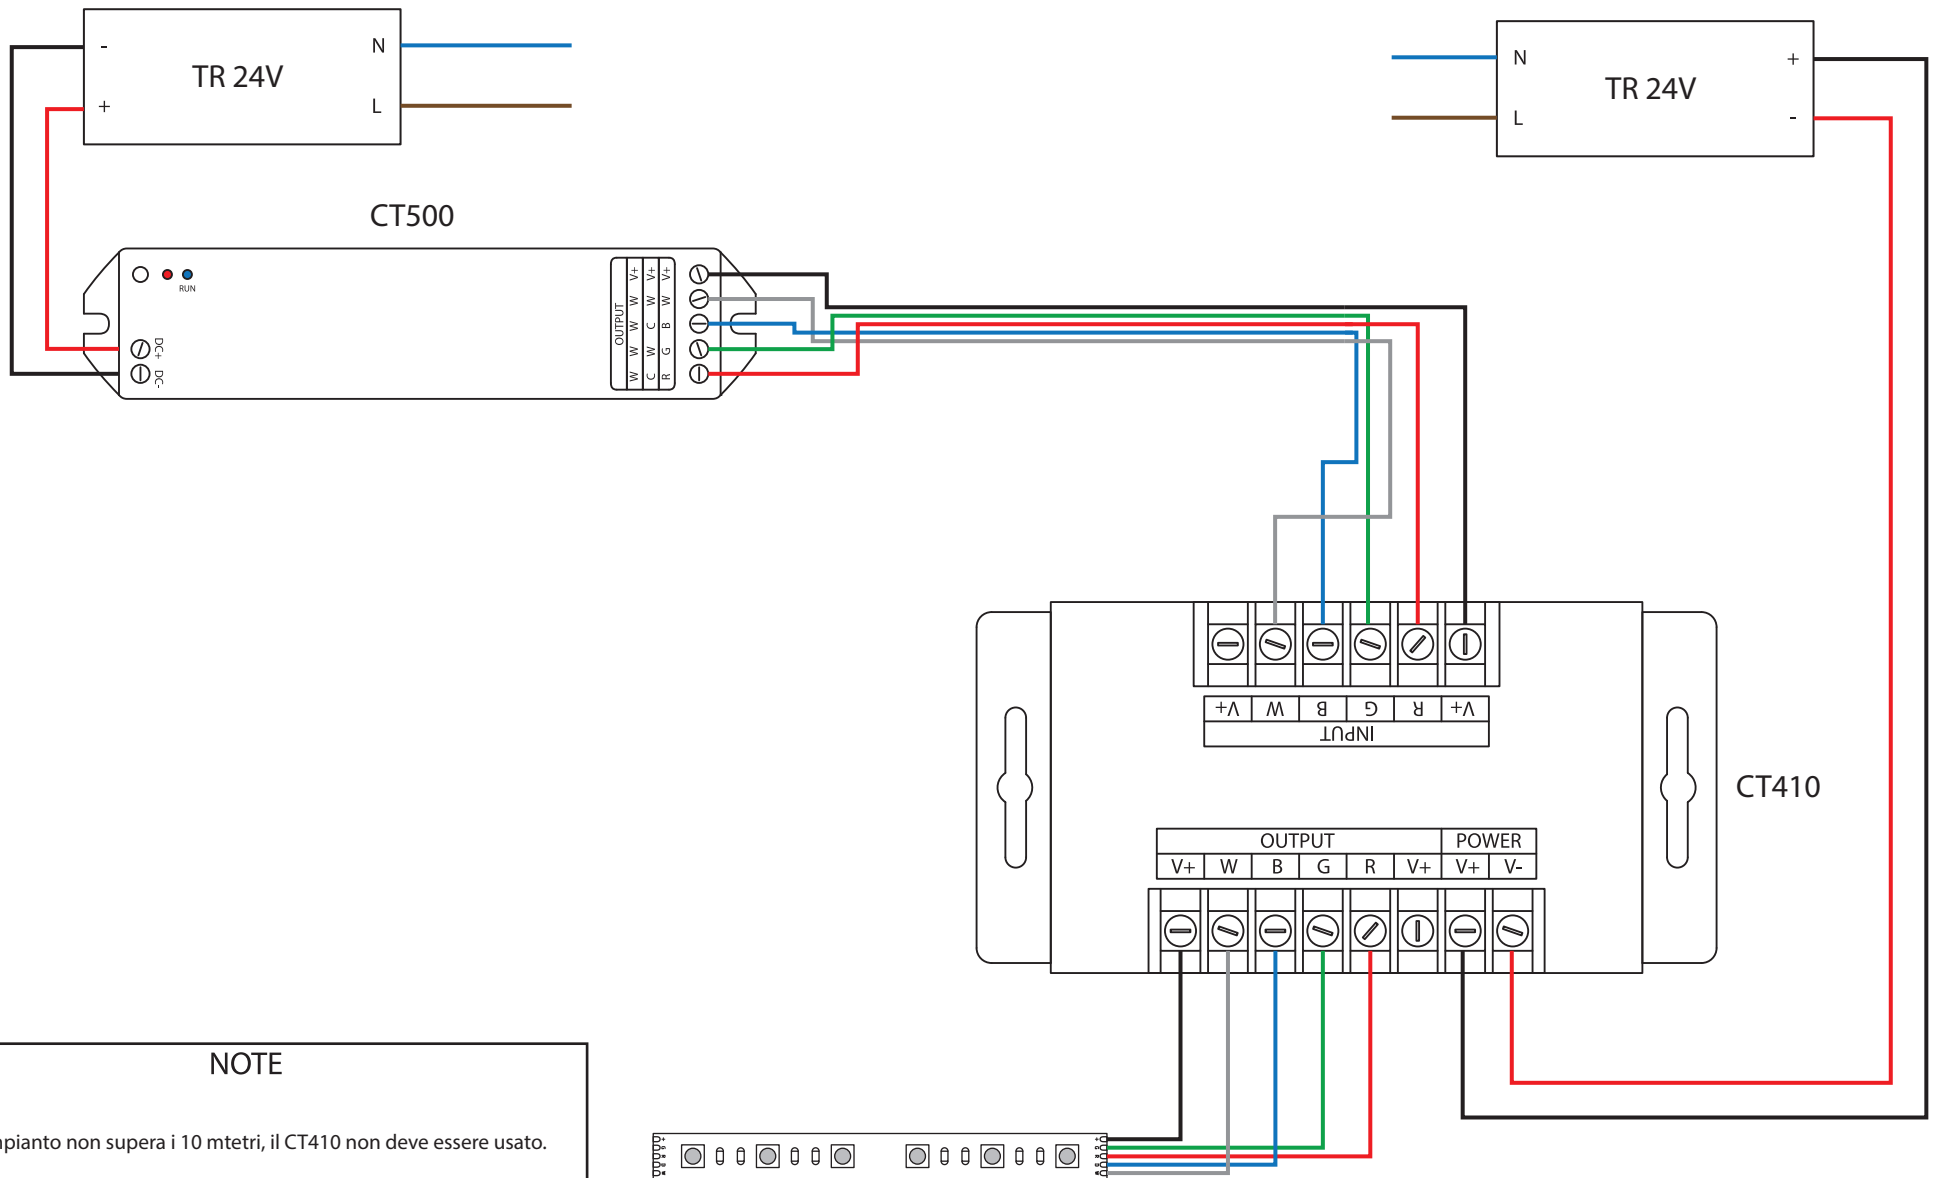 - TR 24V N
+ L
N TR 24V +
L -
CT500
RUN
DC+
DC-
OUTPUT
W W W W V+
C W C W V+
R G B W V+
V+ W B G R V+
INPUT
CT410
OUTPUT POWER
V+ W B G R V+ V+ V-
NOTE
pianto non supera i 10 mtetri, il CT410 non deve essere usato.